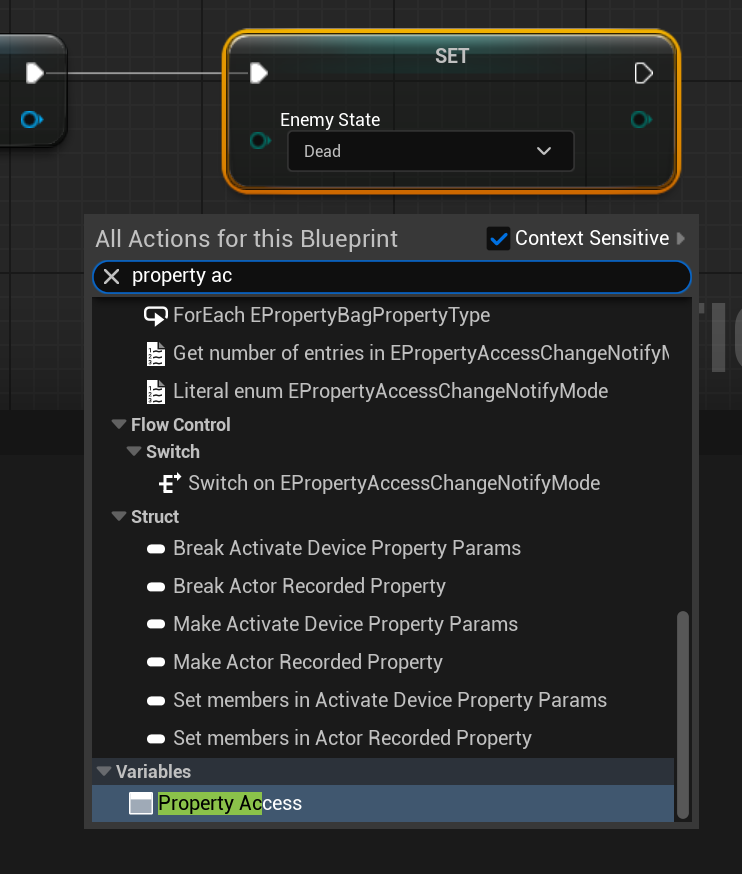 SET
Enemy State
Dead
All Actions for this Blueprint
Context Sensitive
property ac
ForEach EPropertyBagPropertyType
Get number of entries in EPropertyAccessChangeNotifyM
Literal enum EPropertyAccessChangeNotifyMode
Flow Control
Switch
Switch on EPropertyAccessChangeNotifyMode
Struct
Break Activate Device Property Params
Break Actor Recorded Property
Make Activate Device Property Params
Make Actor Recorded Property
Set members in Activate Device Property Params
Set members in Actor Recorded Property
Variables
Property Access